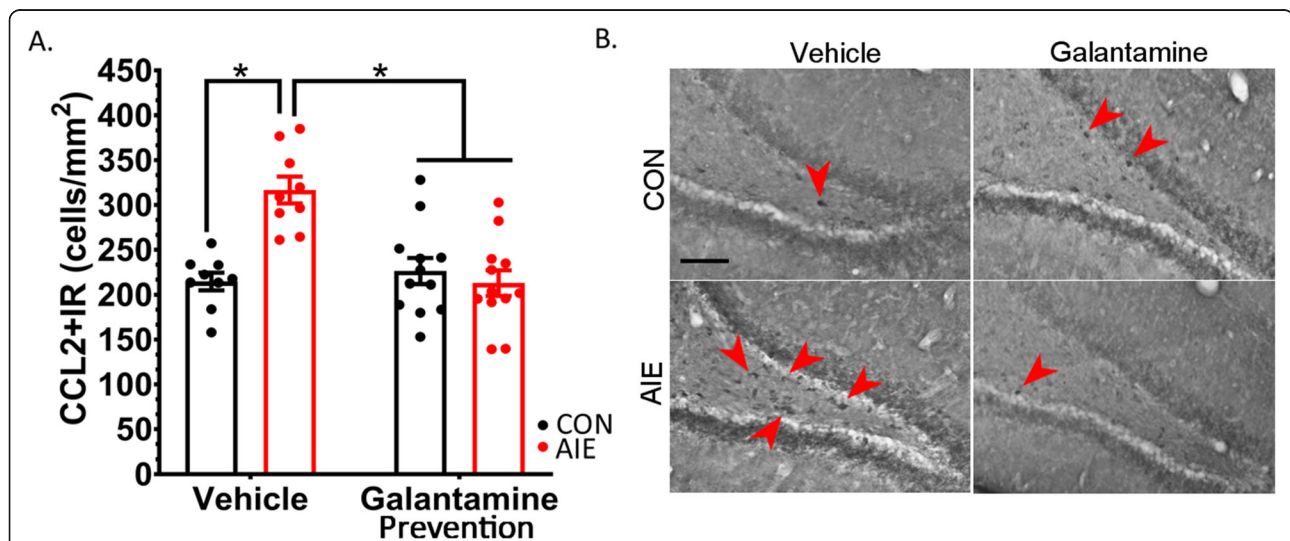 A.
CCL2+IR (cells/mm²)
450
400
350
300
250
200
150
100
50
0
*
*
CON
AIE
Vehicle
Galantamine
Prevention
B.
Vehicle
Galantamine
CON
AIE